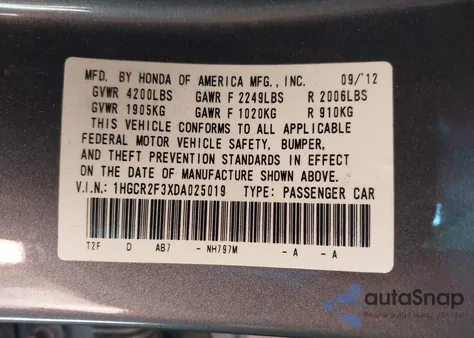 MFD. BY HONDA OF AMERICA MFG., INC. 09/12
GVWR 4200LBS GAWR F 2249LBS R 2006LBS
GVWR 1905KG GAWR F 1020KG R 910KG
THIS VEHICLE CONFORMS TO ALL APPLICABLE
FEDERAL MOTOR VEHICLE SAFETY, BUMPER,
AND THEFT PREVENTION STANDARDS IN EFFECT
ON THE DATE OF MANUFACTURE SHOWN ABOVE.
V.I.N.: 1HGCR2F3XDA025019 TYPE: PASSENGER CAR
T2F D AB7 - NH797M - A - A
autoSnap